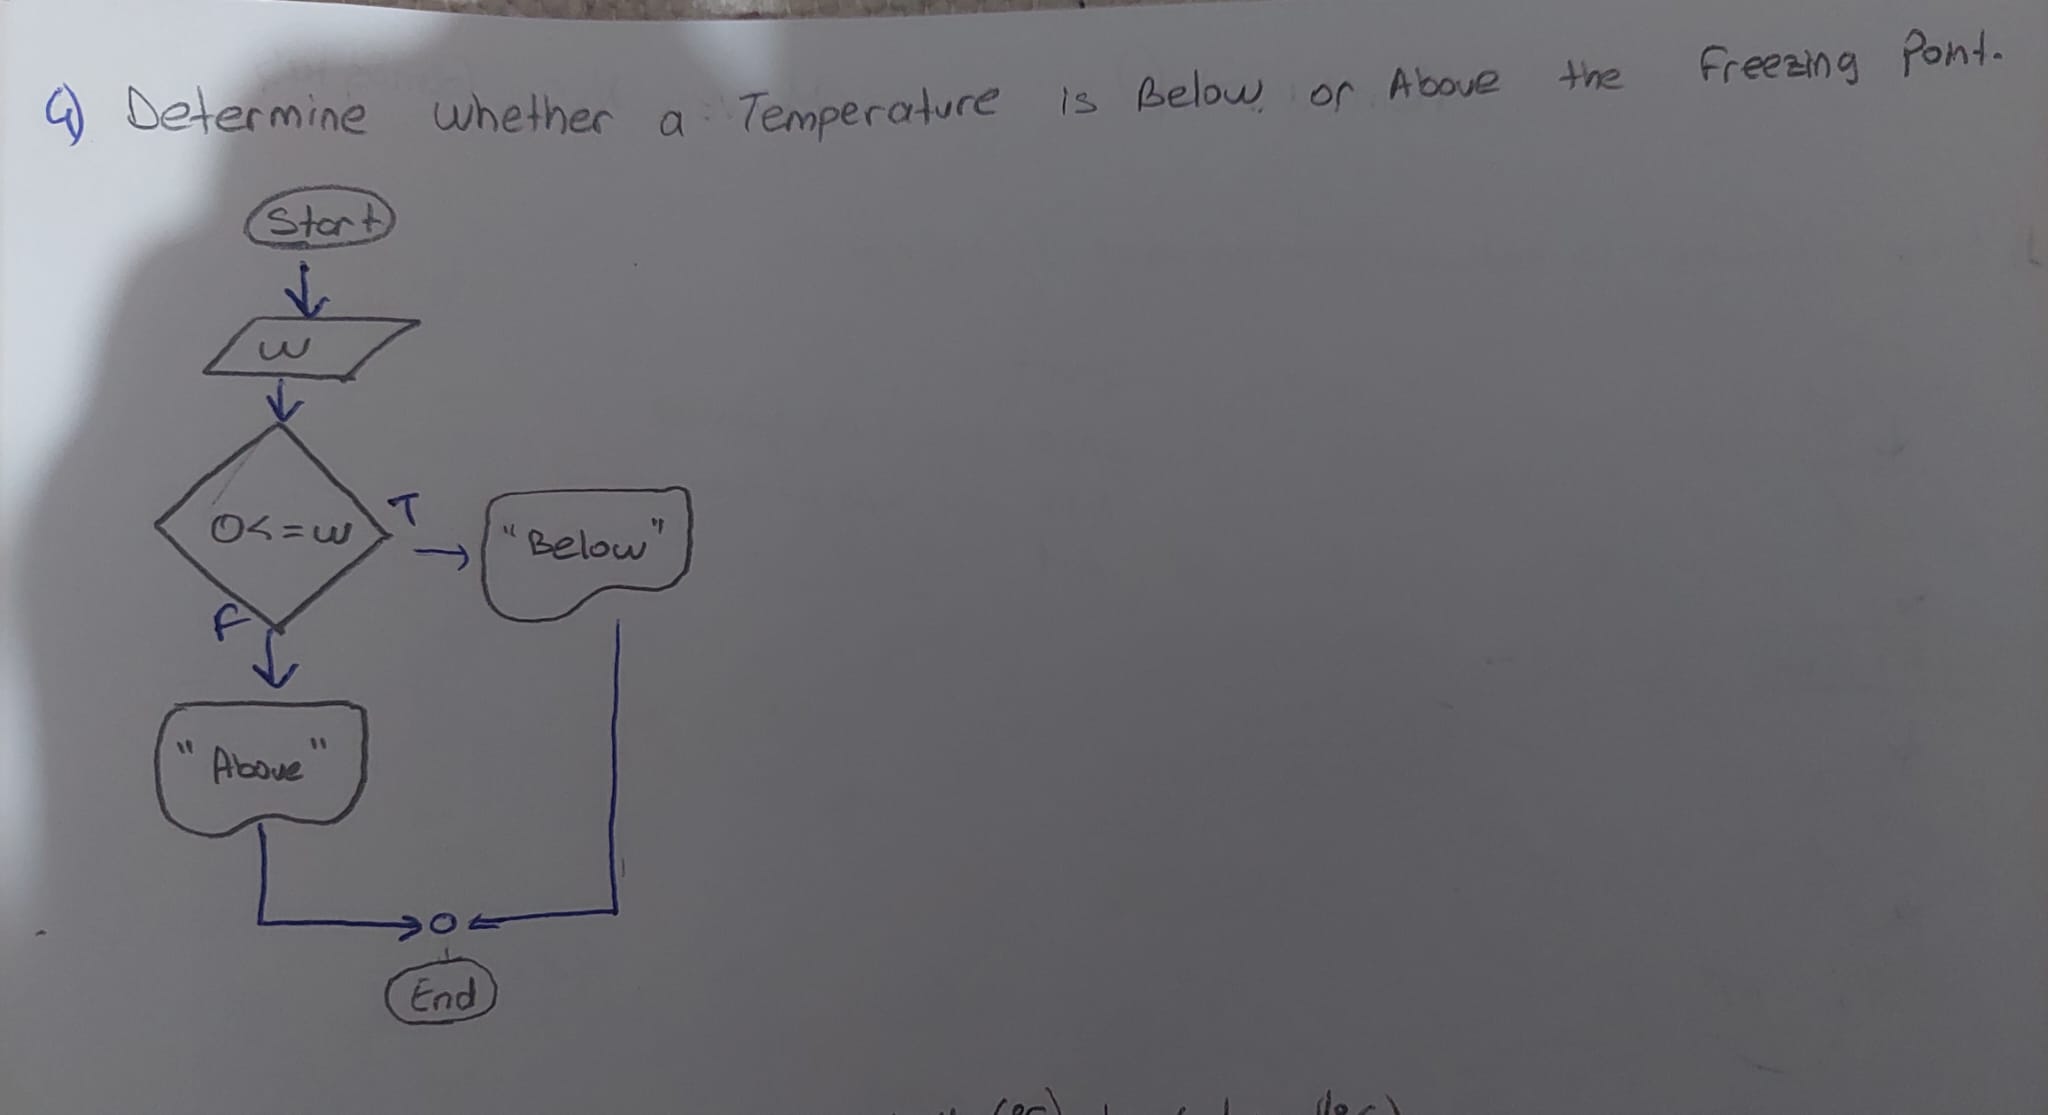 4) Determine whether a Temperature is Below or Above the Freezing Point.
Start
w
0<=w
T
"Below"
F
"Above"
End